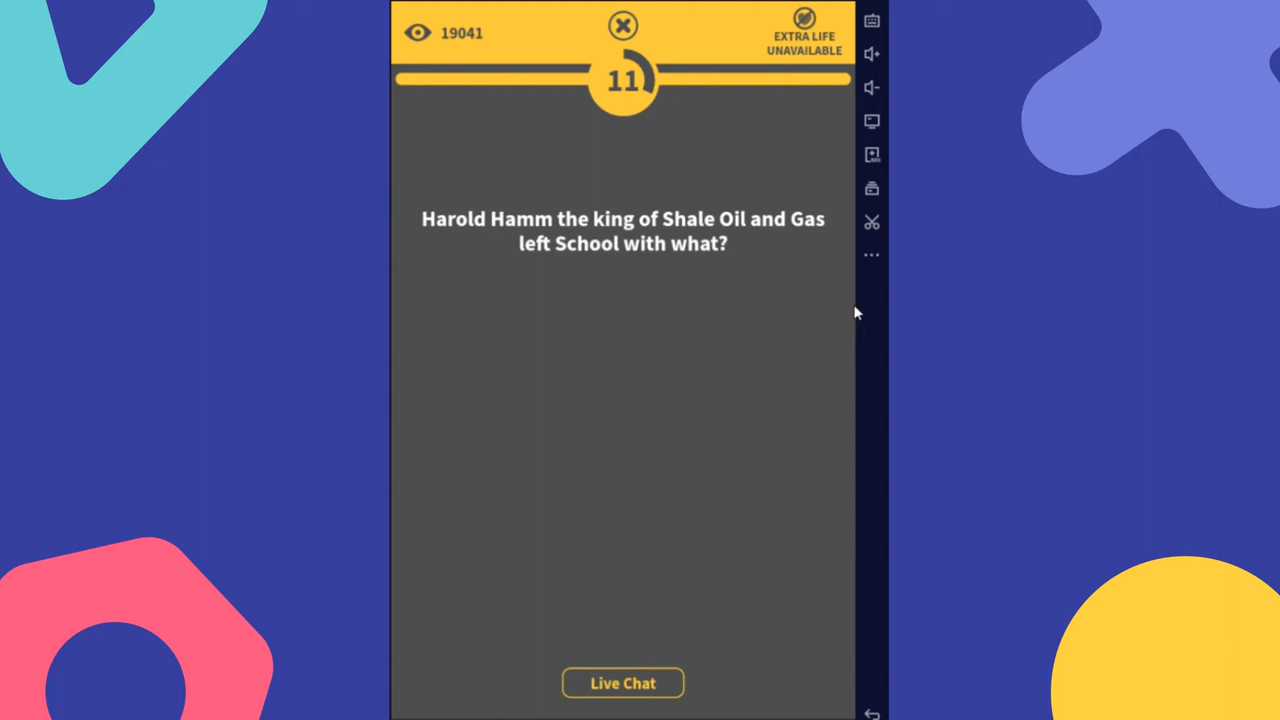 19041
EXTRA LIFE
UNAVAILABLE
11
Harold Hamm the king of Shale Oil and Gas
left School with what?
Live Chat